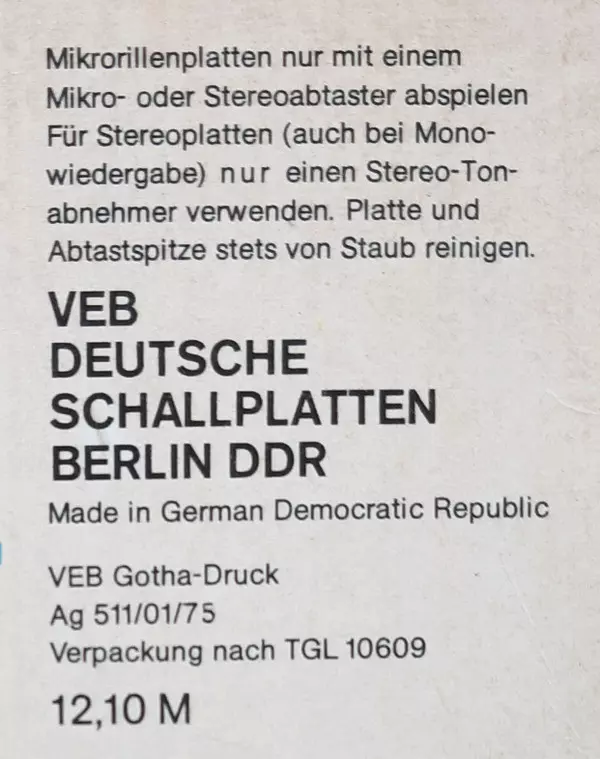 Mikrorillenplatten nur mit einem
Mikro- oder Stereoabtaster abspielen
Für Stereoplatten (auch bei Mono-
wiedergabe) nur einen Stereo-Ton-
abnehmer verwenden. Platte und
Abtastspitze stets von Staub reinigen.
VEB
DEUTSCHE
SCHALLPLATTEN
BERLIN DDR
Made in German Democratic Republic
VEB Gotha-Druck
Ag 511/01/75
Verpackung nach TGL 10609
12,10 M